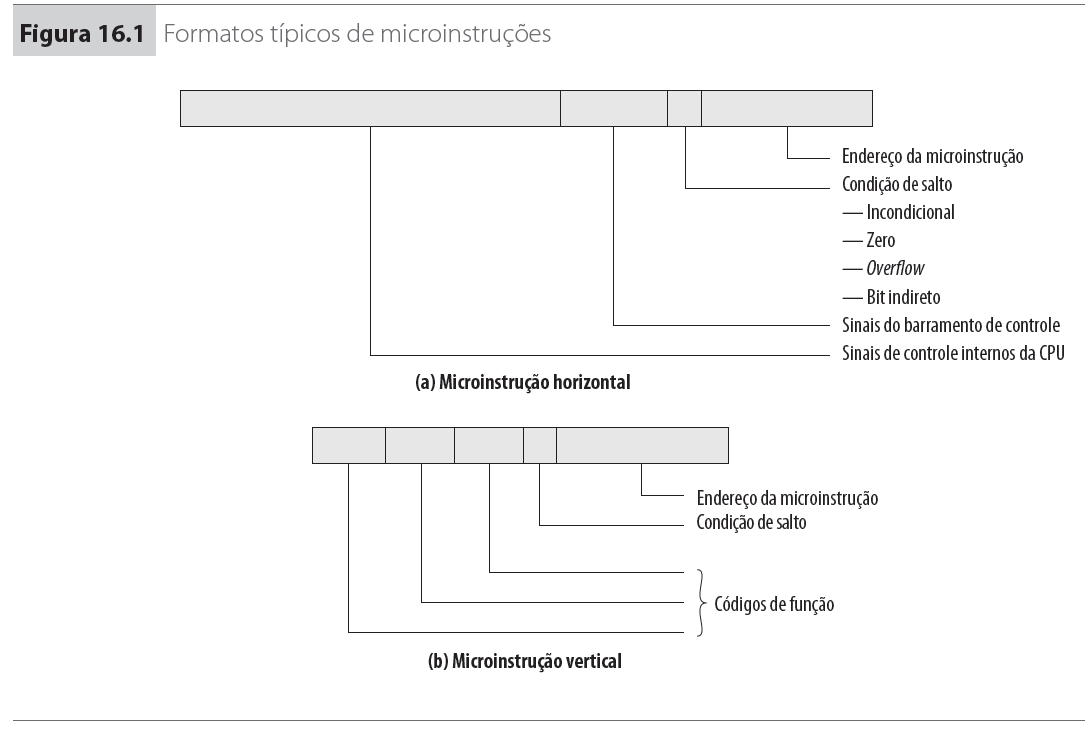 Figura 16.1 Formatos típicos de microinstruções
Endereço da microinstrução
Condição de salto
— Incondicional
— Zero
— Overflow
— Bit indireto
Sinais do barramento de controle
Sinais de controle internos da CPU
(a) Microinstrução horizontal
Endereço da microinstrução
Condição de salto
Códigos de função
(b) Microinstrução vertical